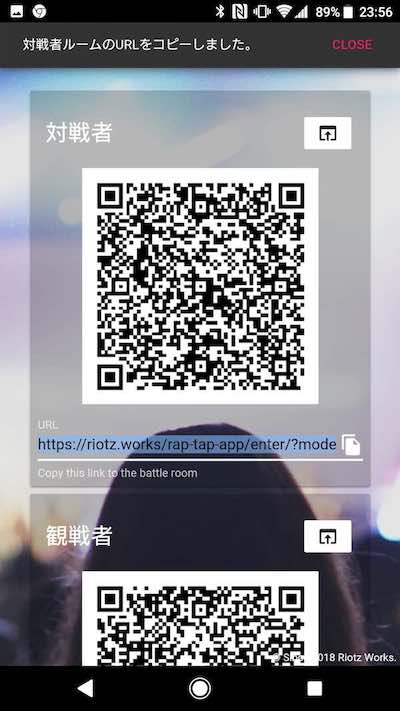 89% 23:56
対戦者ルームのURLをコピーしました。 CLOSE
対戦者
URL
https://riotz.works/rap-tap-app/enter/?mode
Copy this link to the battle room
観戦者
2018 Riotz Works.